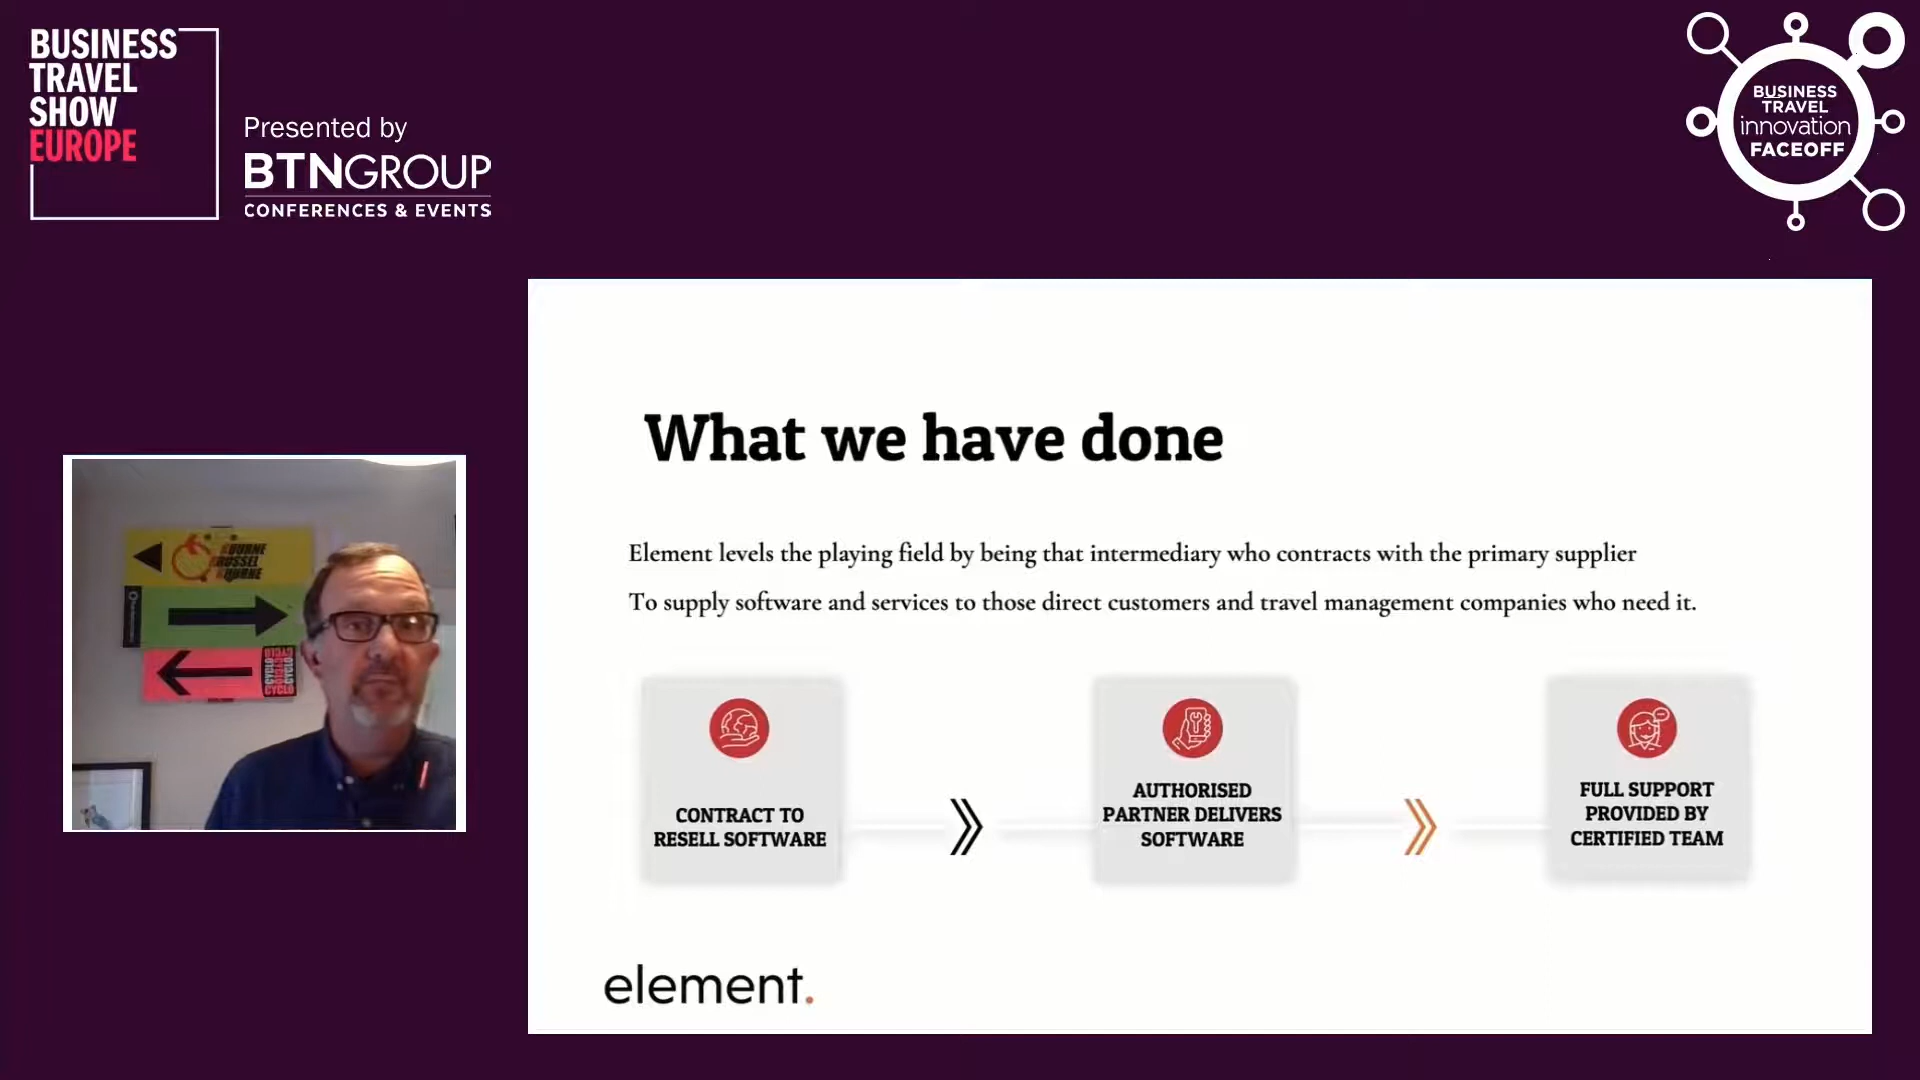 BUSINESS
TRAVEL
SHOW
EUROPE
Presented by
BTNGROUP
CONFERENCES & EVENTS
BUSINESS
TRAVEL
innovation
FACEOFF
What we have done
Element levels the playing field by being that intermediary who contracts with the primary supplier
To supply software and services to those direct customers and travel management companies who need it.
CONTRACT TO
RESELL SOFTWARE
AUTHORISED
PARTNER DELIVERS
SOFTWARE
FULL SUPPORT
PROVIDED BY
CERTIFIED TEAM
element.
CYCLO